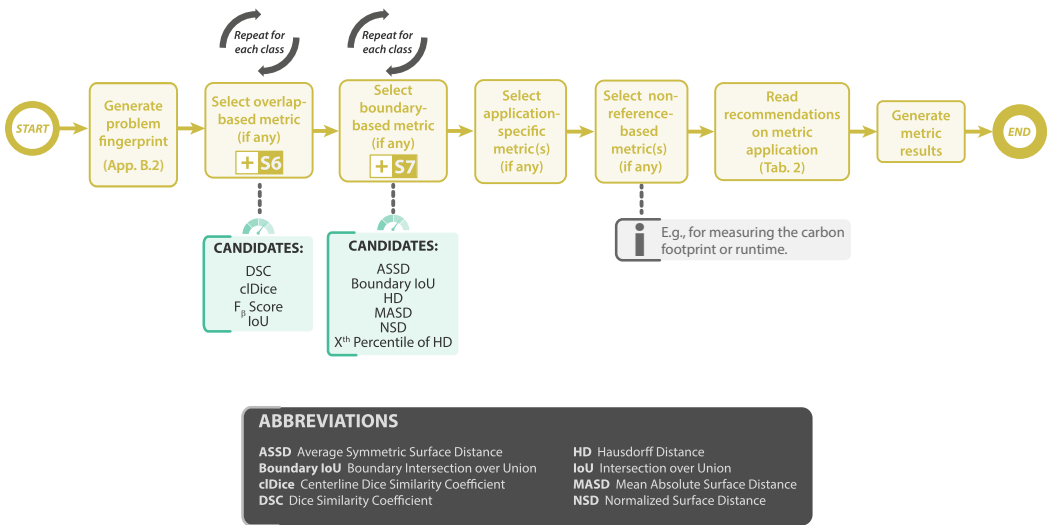 Repeat for
each class
Repeat for
each class
START
Generate
problem
fingerprint
(App. B.2)
Select overlap-
based metric
(if any)
+ S6
Select
boundary-
based metric
(if any)
+ S7
Select
application-
specific
metric(s)
(if any)
Select non-
reference-
based
metric(s)
(if any)
Read
recommendations
on metric
application
(Tab. 2)
Generate
metric
results
END
CANDIDATES:
DSC
clDice
Fβ Score
IoU
CANDIDATES:
ASSD
Boundary IoU
HD
MASD
NSD
Xth Percentile of HD
i
E.g., for measuring the carbon
footprint or runtime.
ABBREVIATIONS
ASSD Average Symmetric Surface Distance
Boundary IoU Boundary Intersection over Union
clDice Centerline Dice Similarity Coefficient
DSC Dice Similarity Coefficient
HD Hausdorff Distance
IoU Intersection over Union
MASD Mean Absolute Surface Distance
NSD Normalized Surface Distance